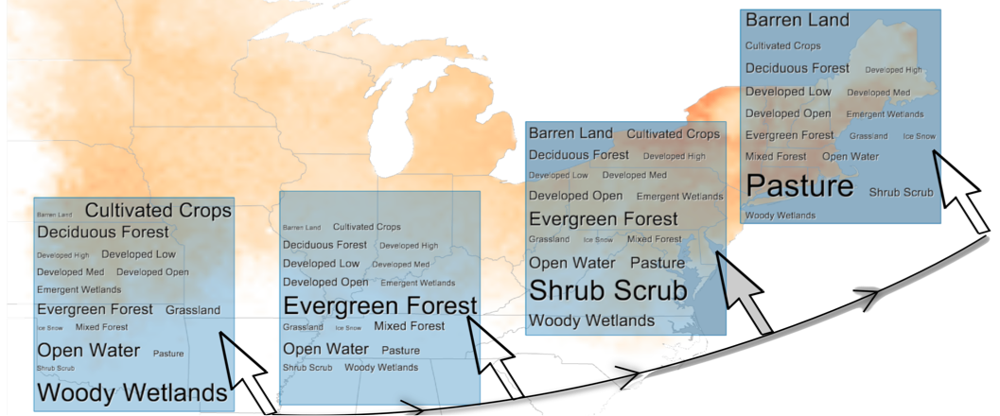 Barren Land Cultivated Crops
Deciduous Forest
Developed High Developed Low
Developed Med Developed Open
Emergent Wetlands
Evergreen Forest Grassland
Ice Snow Mixed Forest
Open Water Pasture
Shrub Scrub
Woody Wetlands
Barren Land Cultivated Crops
Deciduous Forest Developed High
Developed Low Developed Med
Developed Open Emergent Wetlands
Evergreen Forest
Grassland Ice Snow Mixed Forest
Open Water Pasture
Shrub Scrub Woody Wetlands
Barren Land Cultivated Crops
Deciduous Forest Developed High
Developed Low Developed Med
Developed Open Emergent Wetlands
Evergreen Forest
Grassland Ice Snow Mixed Forest
Open Water Pasture
Shrub Scrub
Woody Wetlands
Barren Land
Cultivated Crops
Deciduous Forest Developed High
Developed Low Developed Med
Developed Open Emergent Wetlands
Evergreen Forest Grassland Ice Snow
Mixed Forest Open Water
Pasture Shrub Scrub
Woody Wetlands